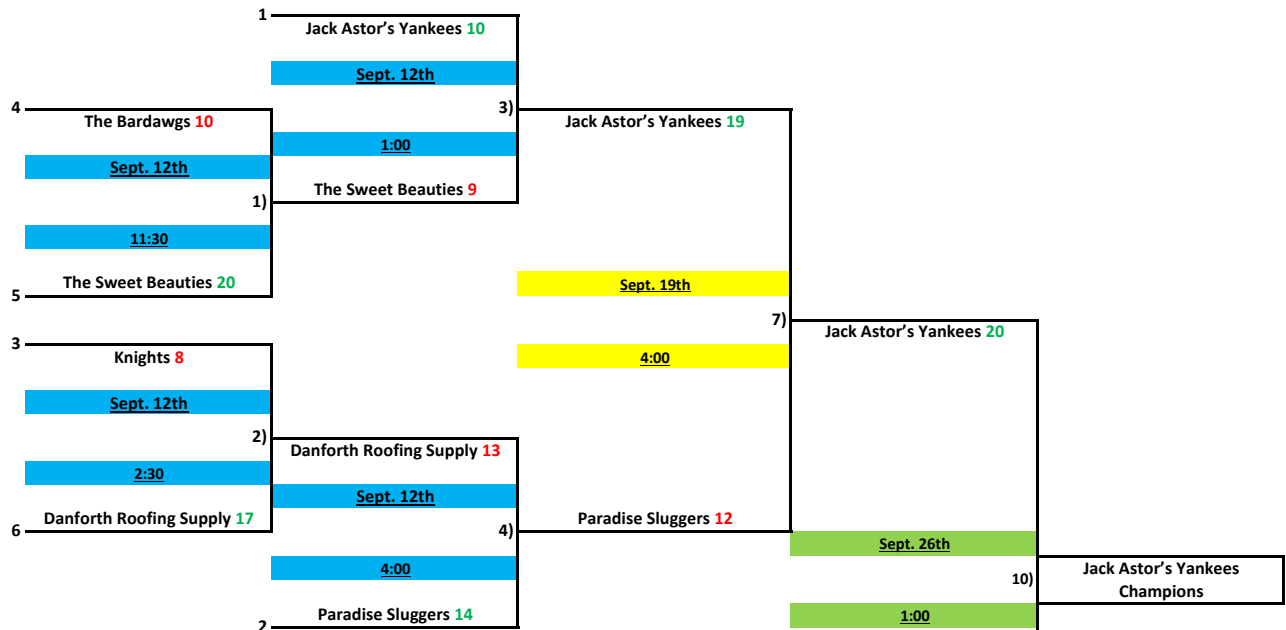 1
Jack Astor’s Yankees 10
Sept. 12th
4
3)
The Bardawgs 10
Jack Astor’s Yankees 19
1:00
Sept. 12th
The Sweet Beauties 9
1)
11:30
The Sweet Beauties 20
Sept. 19th
5
7)
Jack Astor’s Yankees 20
3
Knights 8
4:00
Sept. 12th
2)
Danforth Roofing Supply 13
2:30
Sept. 12th
Danforth Roofing Supply 17
Paradise Sluggers 12
6
4)
Sept. 26th
4:00
Jack Astor’s Yankees
10)
Champions
Paradise Sluggers 14
1:00
2